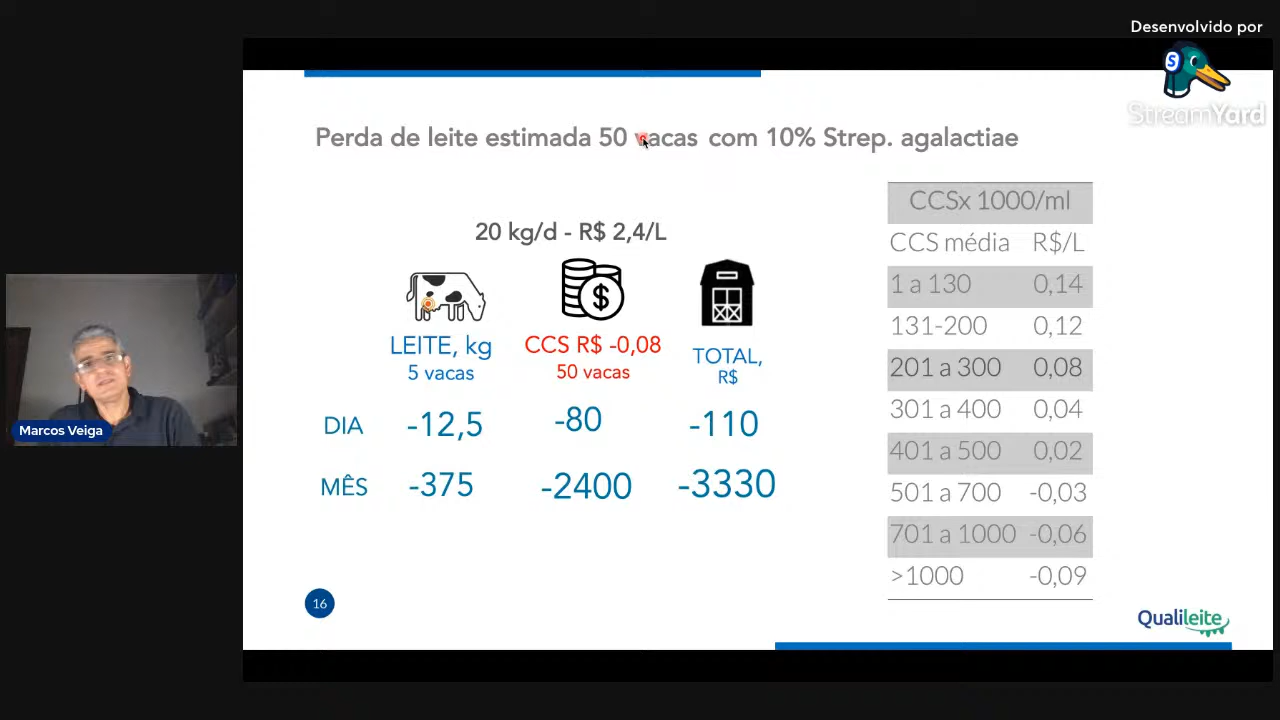 Desenvolvido por
StreamYard
Perda de leite estimada 50 vacas com 10% Strep. agalactiae
20 kg/d - R$ 2,4/L
LEITE, kg
5 vacas
CCS R$ -0,08
50 vacas
TOTAL,
R$
DIA -12,5 -80 -110
MÊS -375 -2400 -3330
CCSx 1000/ml
CCS média R$/L
1 a 130 0,14
131-200 0,12
201 a 300 0,08
301 a 400 0,04
401 a 500 0,02
501 a 700 -0,03
701 a 1000 -0,06
>1000 -0,09
Marcos Veiga
16
Qualileite